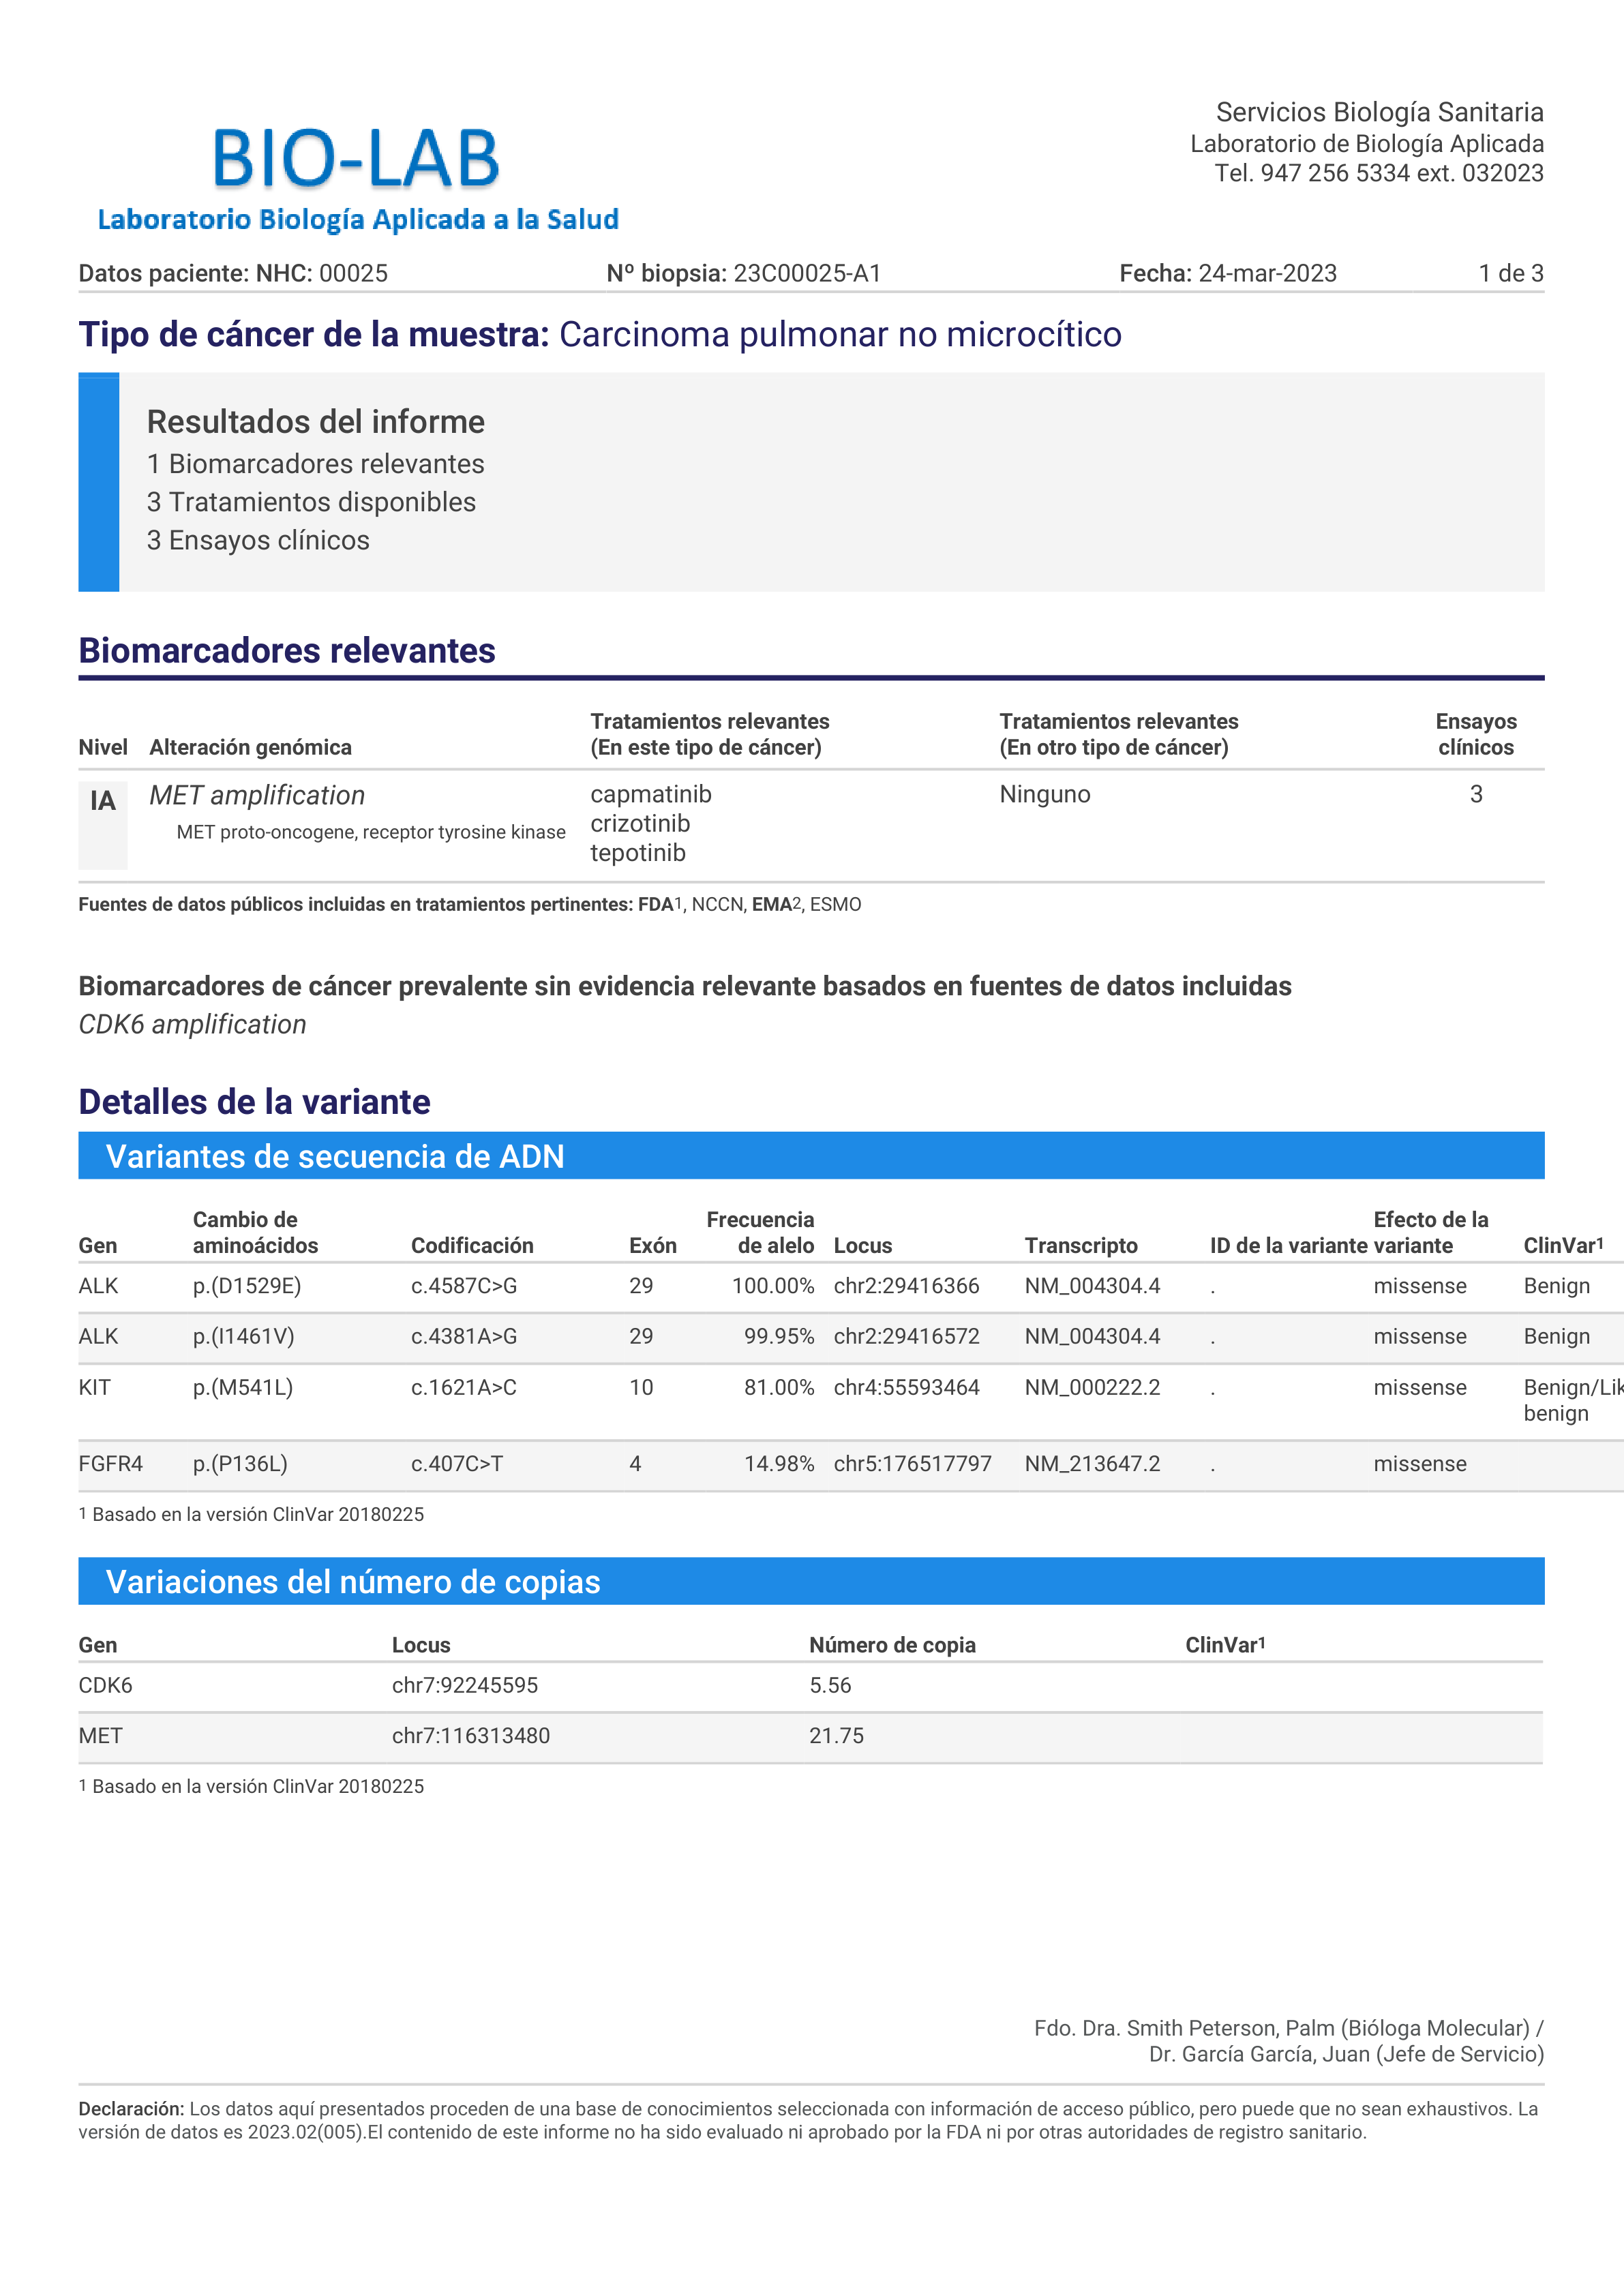 BIO-LAB
Laboratorio Biología Aplicada a la Salud
Servicios Biología Sanitaria
Laboratorio de Biología Aplicada
Tel. 947 256 5334 ext. 032023
Datos paciente: NHC: 00025 Nº biopsia: 23C00025-A1 Fecha: 24-mar-2023 1 de 3
Tipo de cáncer de la muestra: Carcinoma pulmonar no microcítico
Resultados del informe
1 Biomarcadores relevantes
3 Tratamientos disponibles
3 Ensayos clínicos
Biomarcadores relevantes
Tratamientos relevantes Tratamientos relevantes Ensayos
Nivel Alteración genómica (En este tipo de cáncer) (En otro tipo de cáncer) clínicos
IA MET amplification capmatinib Ninguno 3
MET proto-oncogene, receptor tyrosine kinase crizotinib
tepotinib
Fuentes de datos públicos incluidas en tratamientos pertinentes: FDA1, NCCN, EMA2, ESMO
Biomarcadores de cáncer prevalente sin evidencia relevante basados en fuentes de datos incluidas
CDK6 amplification
Detalles de la variante
Variantes de secuencia de ADN
Cambio de Frecuencia Efecto de la
Gen aminoácidos Codificación Exón de alelo Locus Transcripto ID de la variante variante ClinVar1
ALK p.(D1529E) c.4587C>G 29 100.00% chr2:29416366 NM_004304.4 . missense Benign
ALK p.(I1461V) c.4381A>G 29 99.95% chr2:29416572 NM_004304.4 . missense Benign
KIT p.(M541L) c.1621A>C 10 81.00% chr4:55593464 NM_000222.2 . missense Benign/Lik
benign
FGFR4 p.(P136L) c.407C>T 4 14.98% chr5:176517797 NM_213647.2 . missense
1 Basado en la versión ClinVar 20180225
Variaciones del número de copias
Gen Locus Número de copia ClinVar1
CDK6 chr7:92245595 5.56
MET chr7:116313480 21.75
1 Basado en la versión ClinVar 20180225
Fdo. Dra. Smith Peterson, Palm (Bióloga Molecular) /
Dr. García García, Juan (Jefe de Servicio)
Declaración: Los datos aquí presentados proceden de una base de conocimientos seleccionada con información de acceso público, pero puede que no sean exhaustivos. La
versión de datos es 2023.02(005).El contenido de este informe no ha sido evaluado ni aprobado por la FDA ni por otras autoridades de registro sanitario.